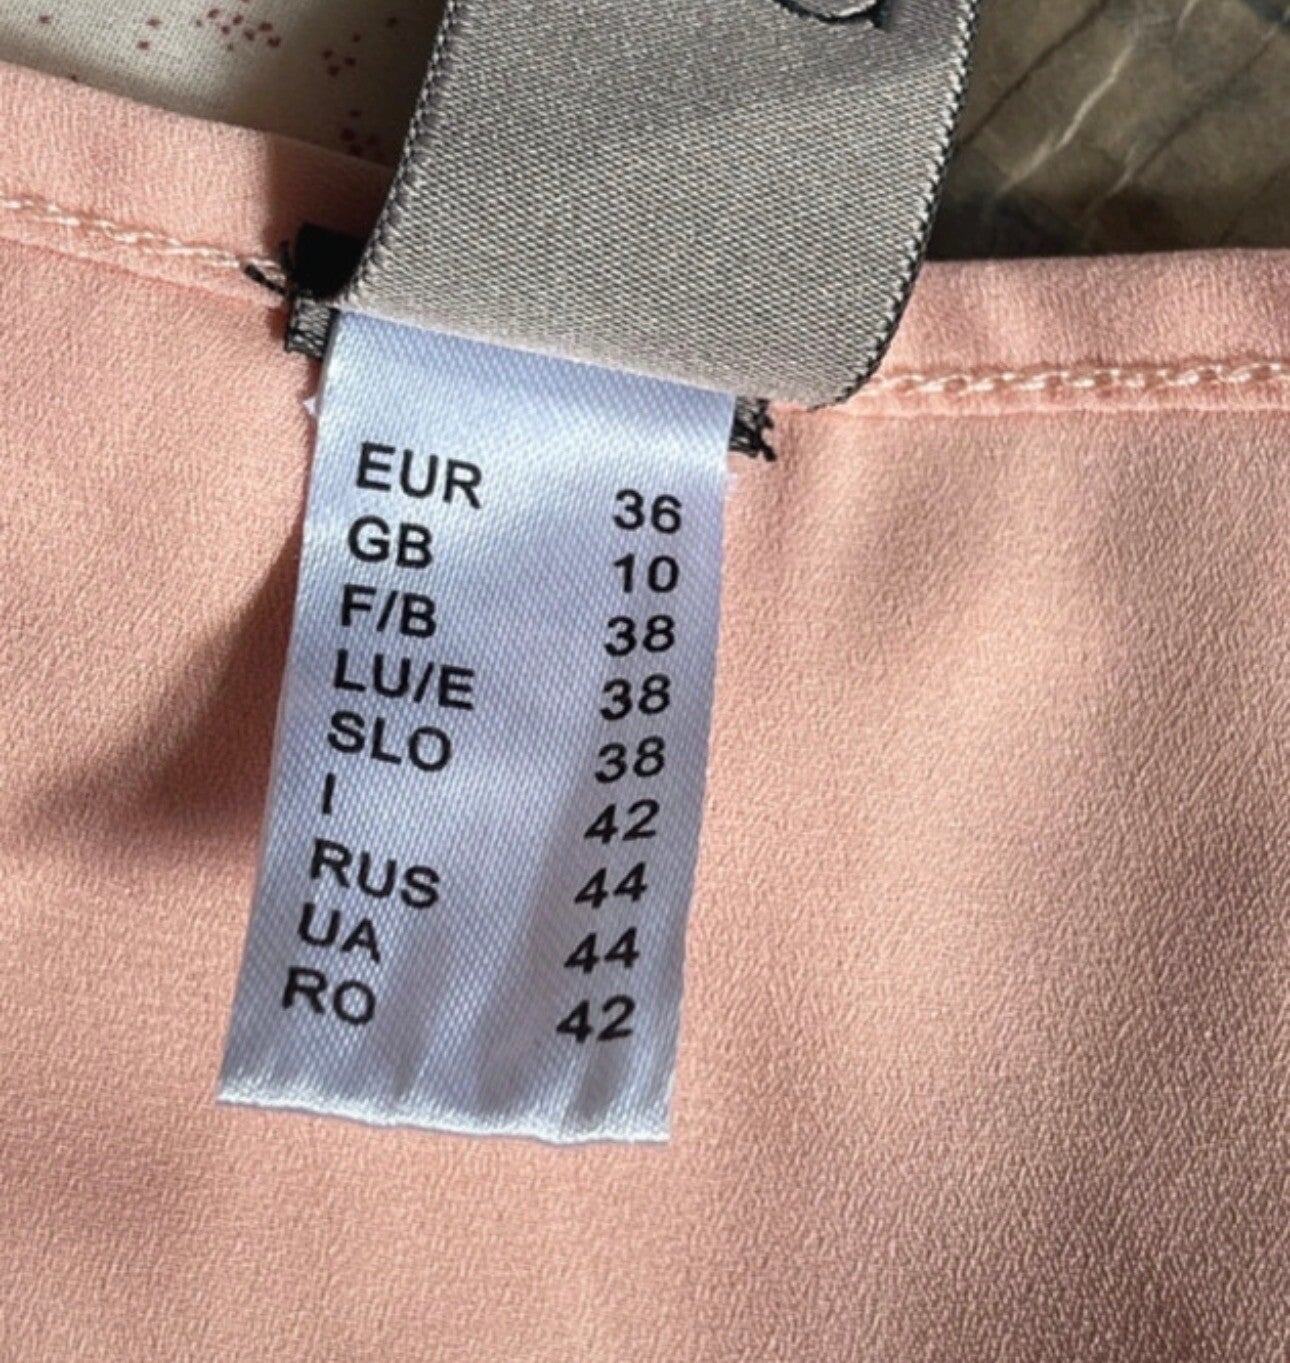 EUR 36
GB 10
F/B 38
LU/E 38
SLO 38
I 42
RUS 44
UA 44
RO 42